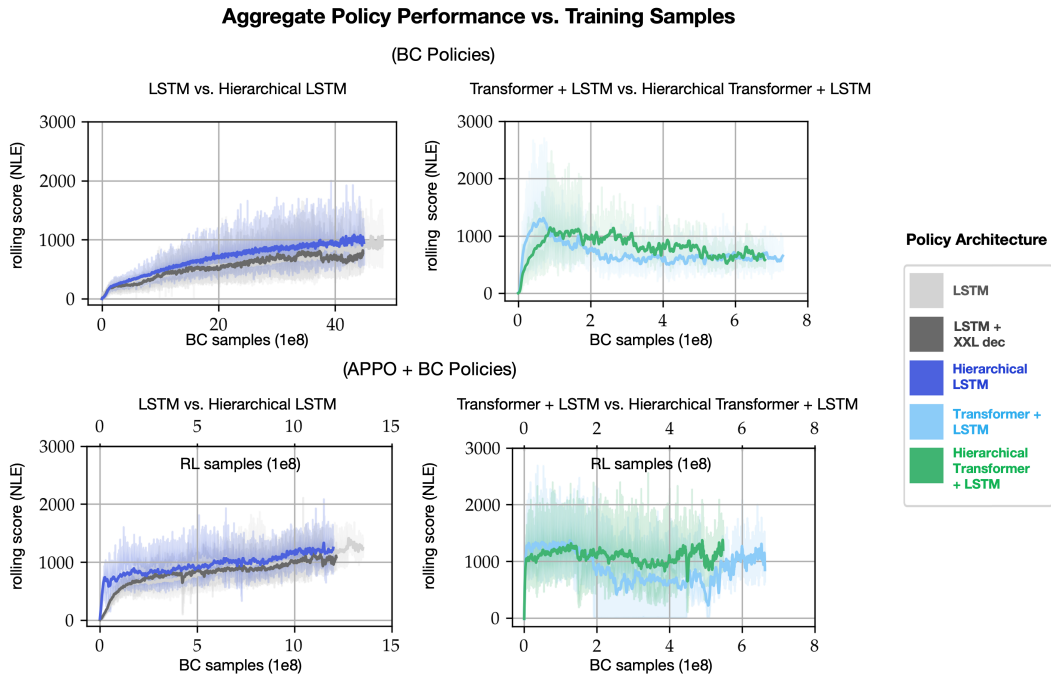 Aggregate Policy Performance vs. Training Samples
(BC Policies)
LSTM vs. Hierarchical LSTM
Transformer + LSTM vs. Hierarchical Transformer + LSTM
rolling score (NLE)
3000
2000
1000
0
0 20 40
BC samples (1e8)
rolling score (NLE)
3000
2000
1000
0
0 2 4 6 8
BC samples (1e8)
(APPO + BC Policies)
LSTM vs. Hierarchical LSTM
0 5 10 15
RL samples (1e8)
rolling score (NLE)
3000
2000
1000
0
0 5 10 15
BC samples (1e8)
Transformer + LSTM vs. Hierarchical Transformer + LSTM
0 2 4 6 8
RL samples (1e8)
rolling score (NLE)
3000
2000
1000
0
0 2 4 6 8
BC samples (1e8)
Policy Architecture
LSTM
LSTM +
XXL dec
Hierarchical
LSTM
Transformer +
LSTM
Hierarchical
Transformer
+ LSTM